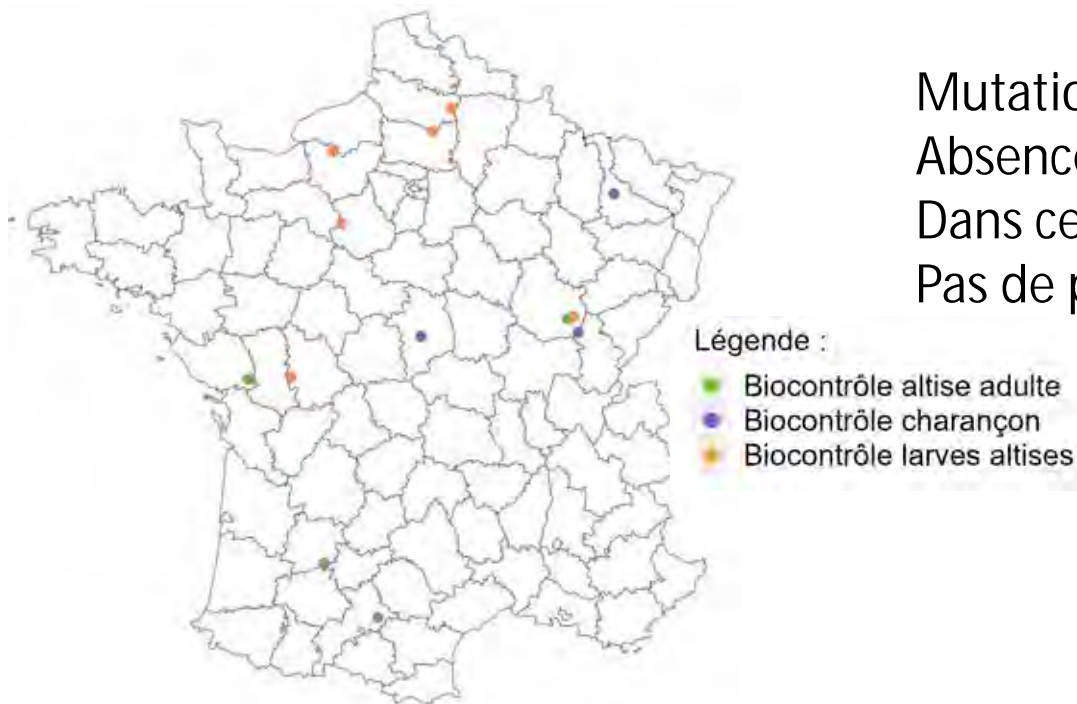 Mutatio
Absence
Dans ce
Pas de p
Légende :
Biocontrôle altise adulte
Biocontrôle charançon
Biocontrôle larves altises